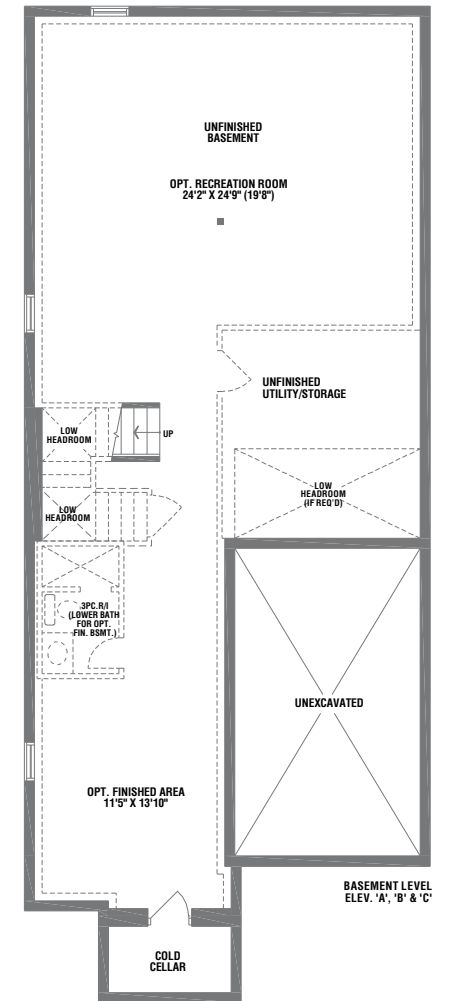 UNFINISHED
BASEMENT
OPT. RECREATION ROOM
24'2" X 24'9" (19'8")
UNFINISHED
UTILITY/STORAGE
LOW
HEADROOM
UP
LOW
HEADROOM
(IF REQ'D)
LOW
HEADROOM
3PC.R/I
(LOWER BATH
FOR OPT.
FIN. BSMT.)
UNEXCAVATED
OPT. FINISHED AREA
11'5" X 13'10"
BASEMENT LEVEL
ELEV. 'A', 'B' & 'C'
COLD
CELLAR